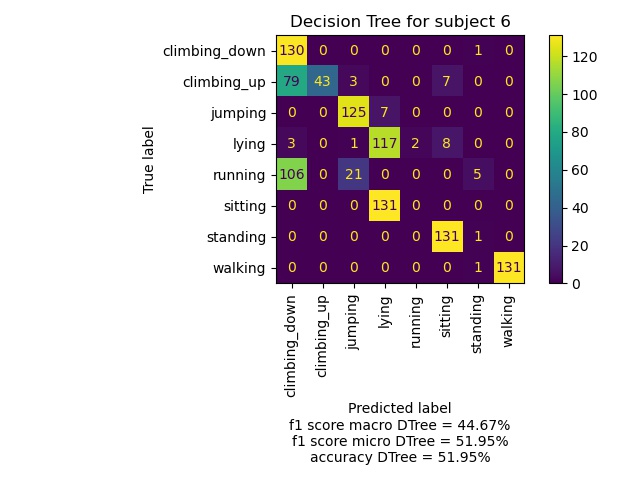 Decision Tree for subject 6
climbing_down 130 0 0 0 0 0 1 0
climbing_up 79 43 3 0 0 7 0 0
jumping 0 0 125 7 0 0 0 0
lying 3 0 1 117 2 8 0 0
running 106 0 21 0 0 0 5 0
sitting 0 0 0 131 0 0 0 0
standing 0 0 0 0 0 131 1 0
walking 0 0 0 0 0 0 1 131
True label
climbing_down climbing_up jumping lying running sitting standing walking
120
100
80
60
40
20
0
Predicted label
f1 score macro DTree = 44.67%
f1 score micro DTree = 51.95%
accuracy DTree = 51.95%